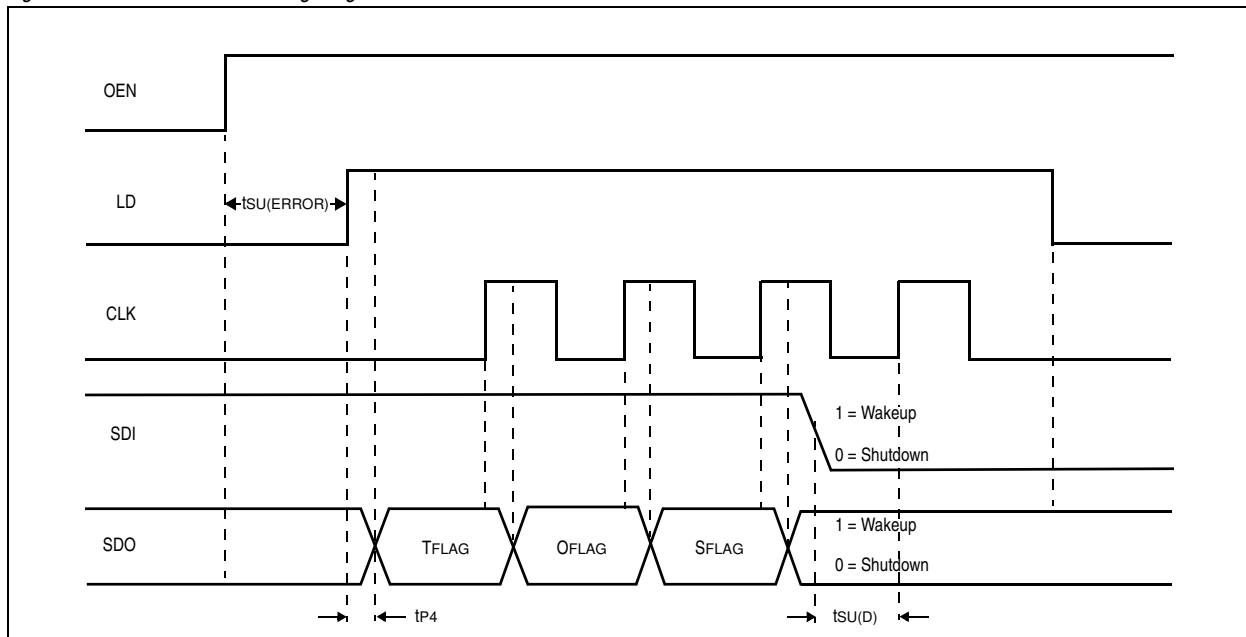 OEN
LD
tSU(ERROR)
CLK
SDI
1 = Wakeup
0 = Shutdown
SDO
TFLAG
OFLAG
SFLAG
1 = Wakeup
0 = Shutdown
tP4
tSU(D)